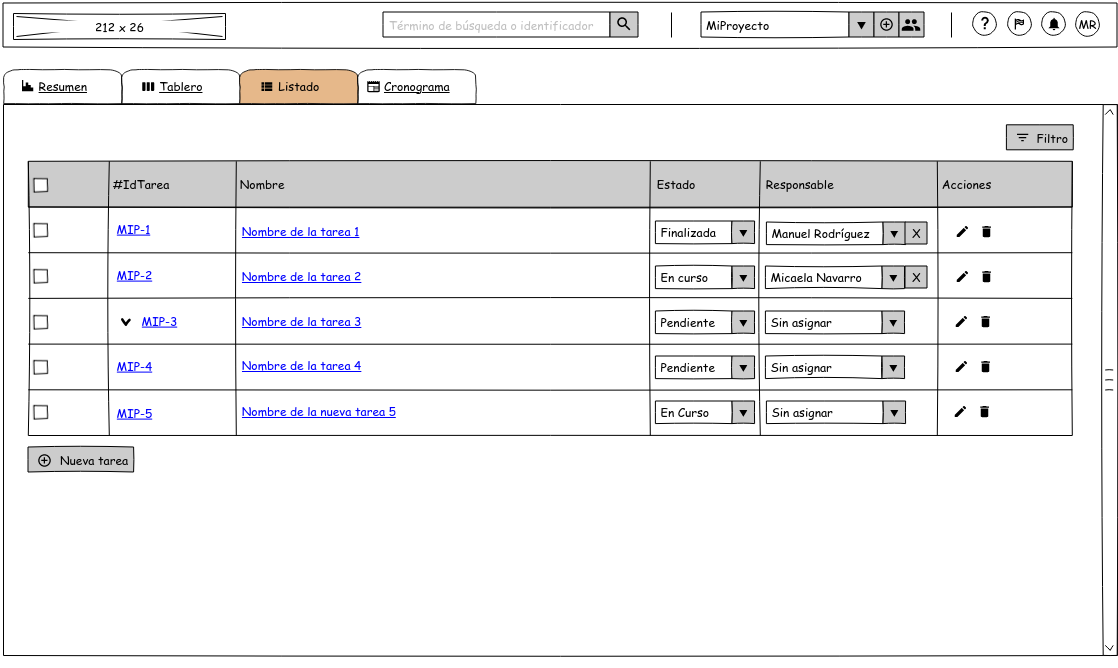 212 x 26
Término de búsqueda o identificador
MiProyecto
?
MR
Resumen
Tablero
Listado
Cronograma
Filtro
#IdTarea Nombre Estado Responsable Acciones
MIP-1 Nombre de la tarea 1 Finalizada Manuel Rodríguez X
MIP-2 Nombre de la tarea 2 En curso Micaela Navarro X
MIP-3 Nombre de la tarea 3 Pendiente Sin asignar
MIP-4 Nombre de la tarea 4 Pendiente Sin asignar
MIP-5 Nombre de la nueva tarea 5 En Curso Sin asignar
Nueva tarea